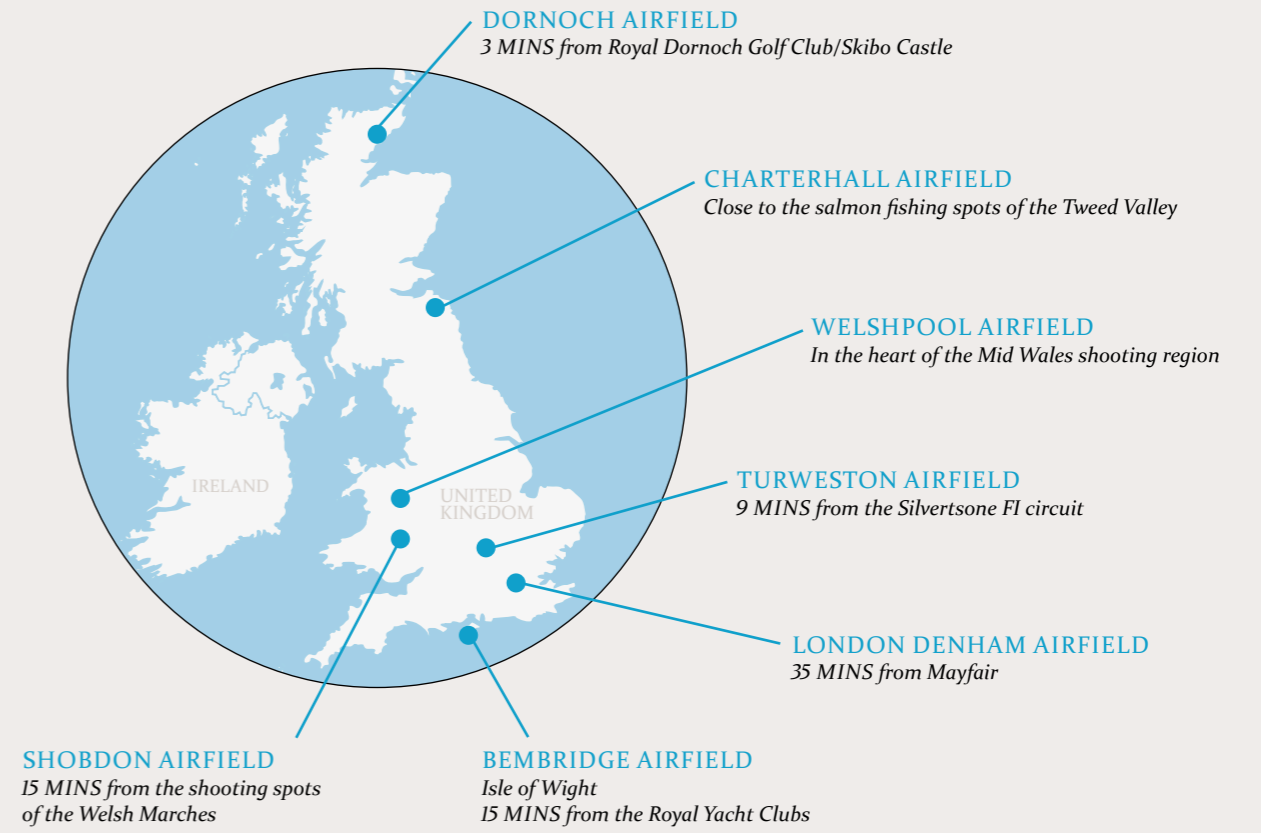 DORNOCH AIRFIELD
3 MINS from Royal Dornoch Golf Club/Skibo Castle
CHARTERHALL AIRFIELD
Close to the salmon fishing spots of the Tweed Valley
WELSHPOOL AIRFIELD
In the heart of the Mid Wales shooting region
IRELAND
UNITED
KINGDOM
TURWESTON AIRFIELD
9 MINS from the Silvertsone FI circuit
LONDON DENHAM AIRFIELD
35 MINS from Mayfair
SHOBDON AIRFIELD
15 MINS from the shooting spots
of the Welsh Marches
BEMBRIDGE AIRFIELD
Isle of Wight
15 MINS from the Royal Yacht Clubs